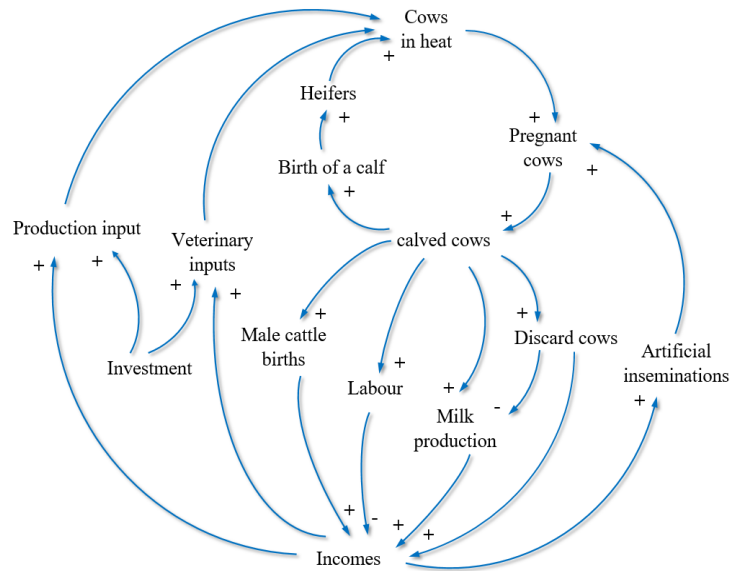 Cows
in heat
+
Heifers
+
+
Pregnant
cows
+
Birth of a calf
+
+
Production input
+
+
Veterinary
inputs
+
+
calved cows
Investment
Male cattle
births
+
+
Discard cows
Labour
+
+
Milk
production
-
Artificial
inseminations
+
+
-
+
+
Incomes